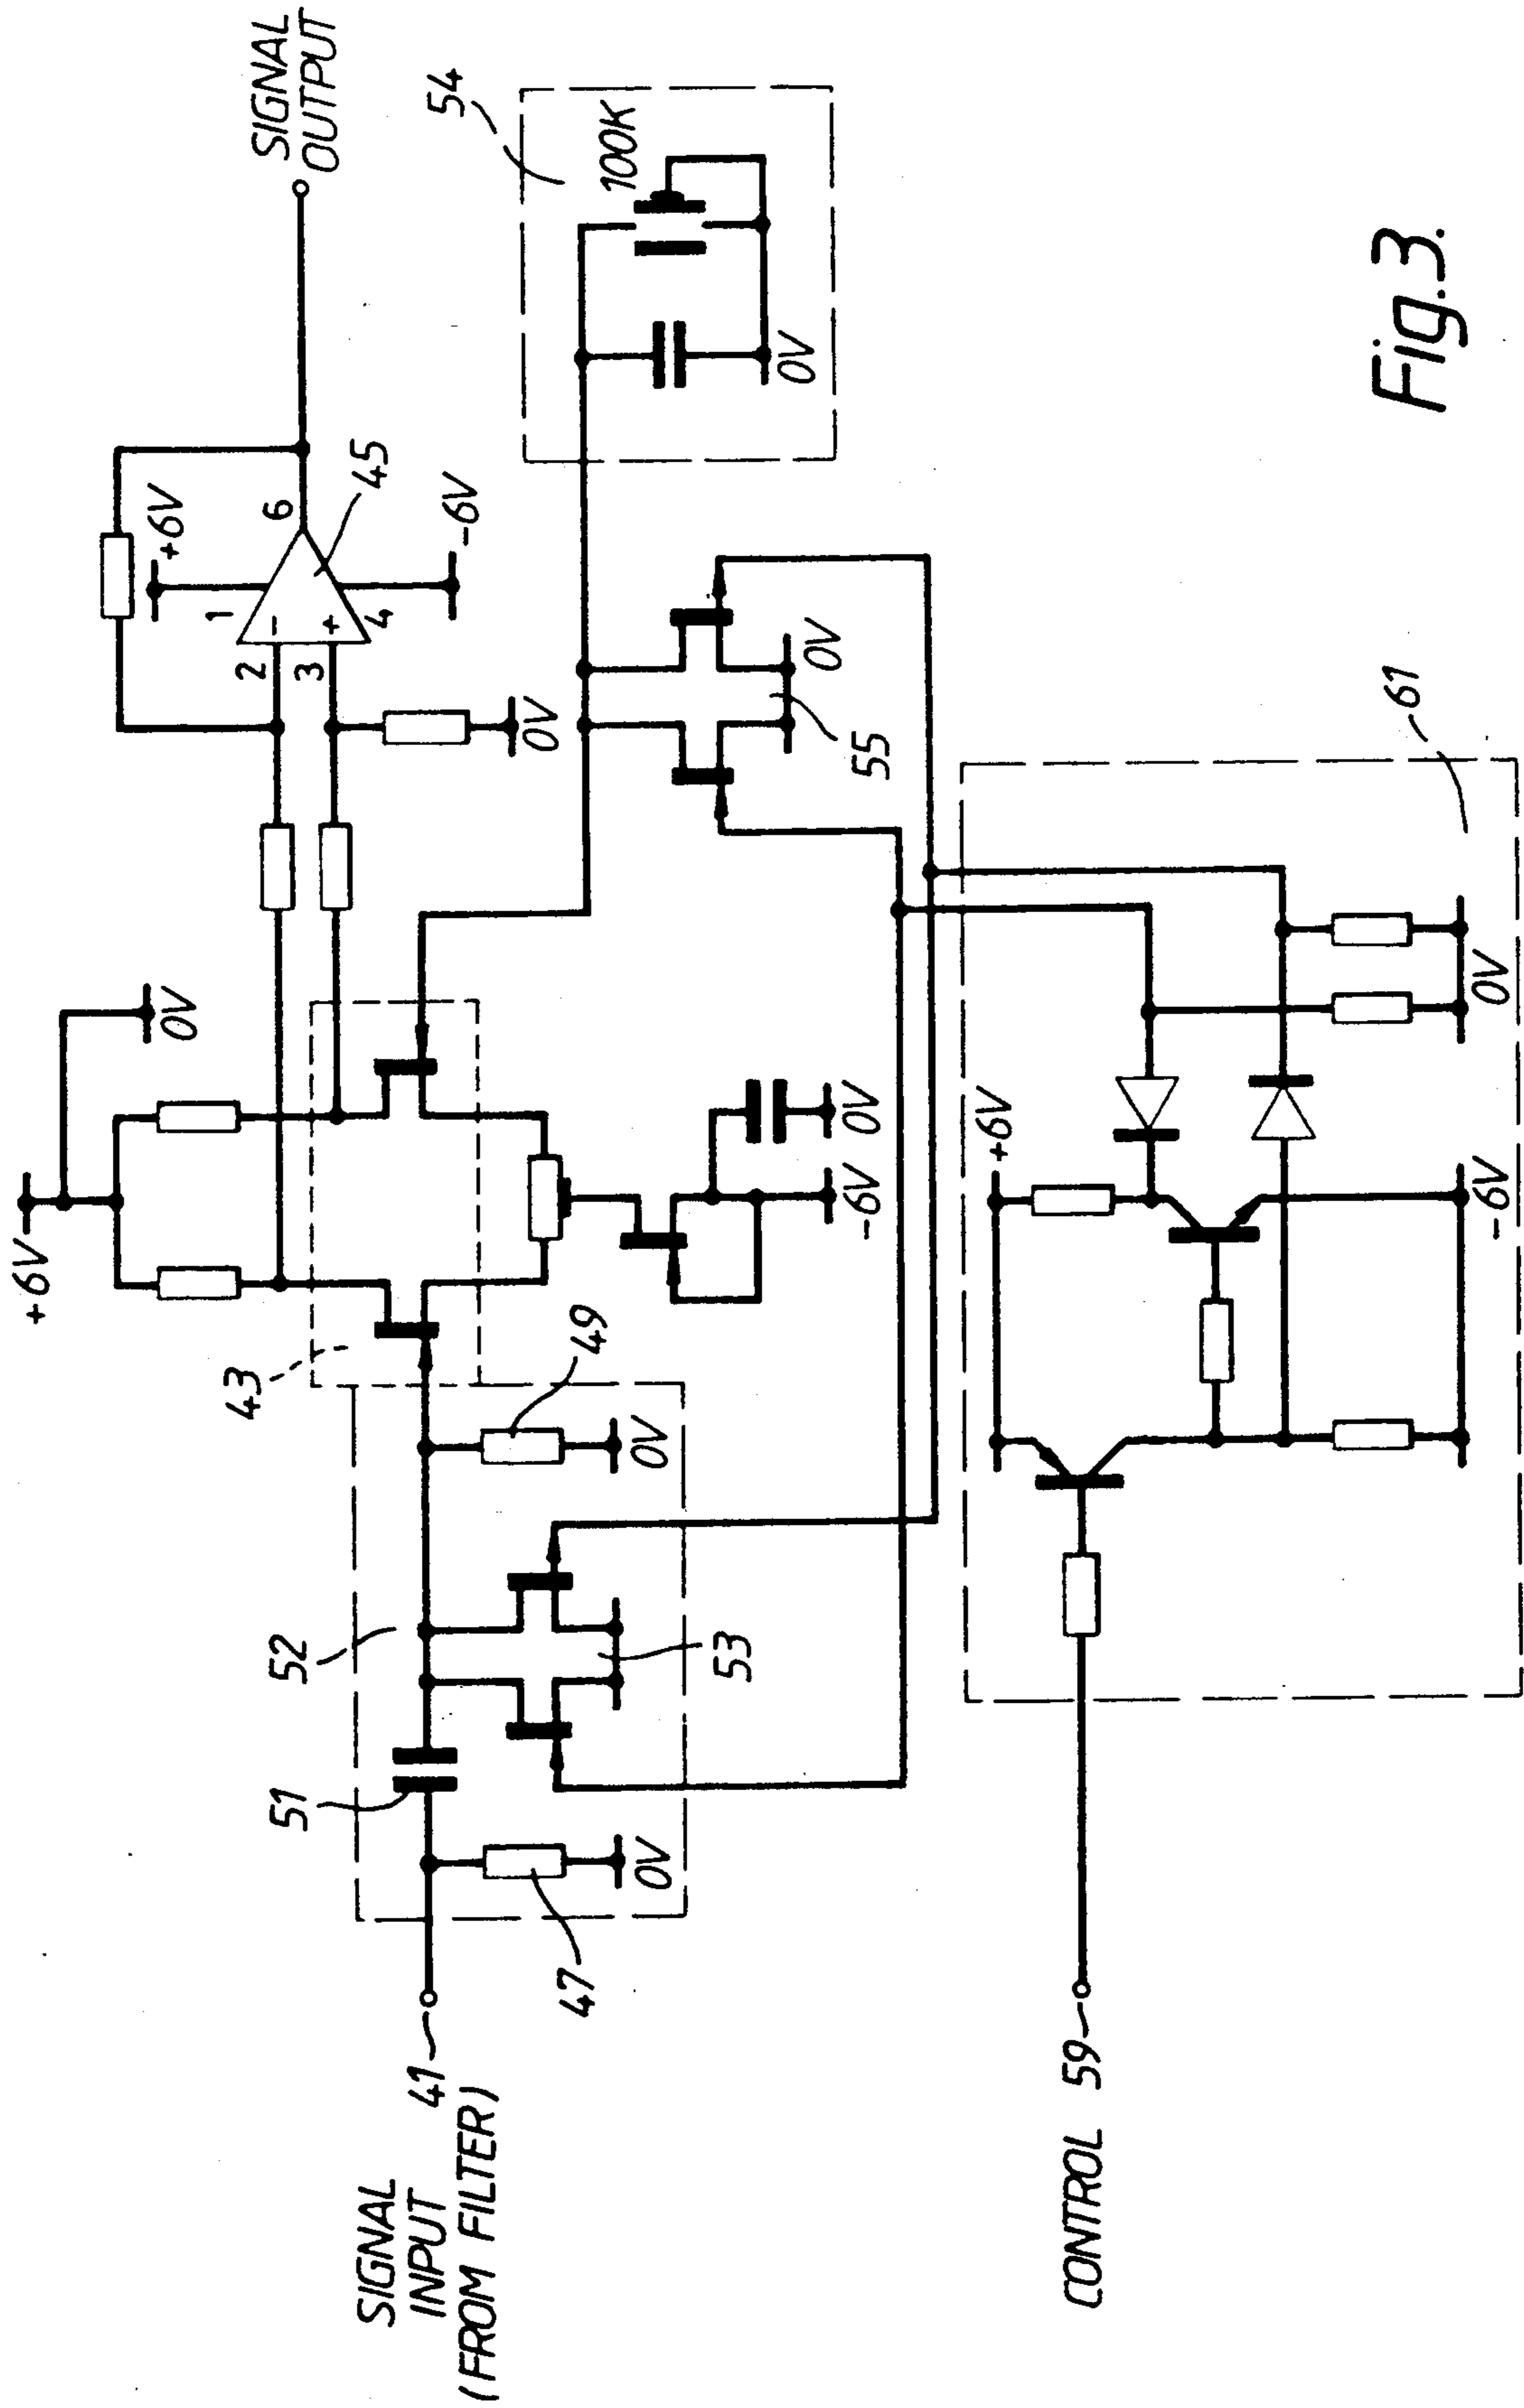 +6V
0V
SIGNAL
OUTPUT
+6V
1
2
3
6
4
45
-6V
0V
54
100K
0V
43
52
51
49
0V
53
0V
47
-6V
0V
55
0V
SIGNAL
INPUT 41
(FROM FILTER)
61
+6V
-6V
0V
CONTROL 59
Fig.3.